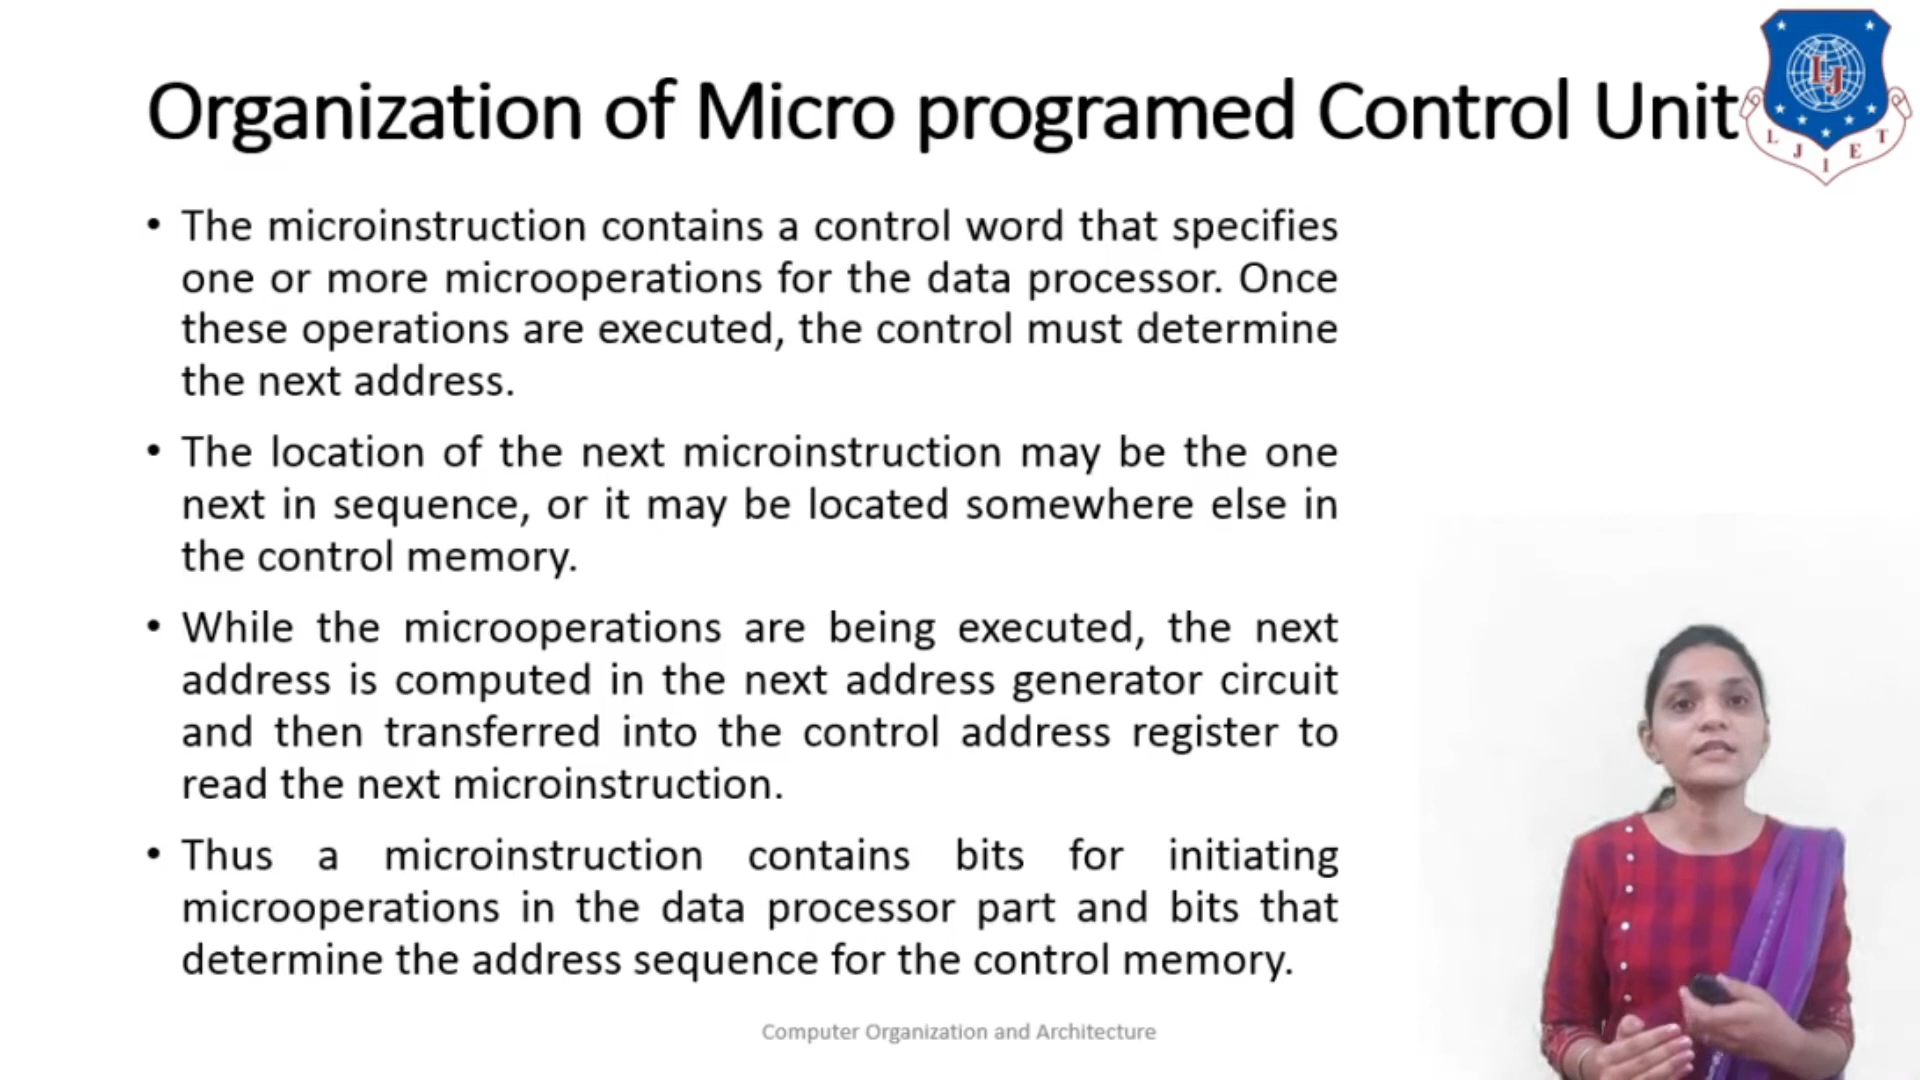 Organization of Micro programed Control Unit
LJ
L J I E T
• The microinstruction contains a control word that specifies
one or more microoperations for the data processor. Once
these operations are executed, the control must determine
the next address.
• The location of the next microinstruction may be the one
next in sequence, or it may be located somewhere else in
the control memory.
• While the microoperations are being executed, the next
address is computed in the next address generator circuit
and then transferred into the control address register to
read the next microinstruction.
• Thus a microinstruction contains bits for initiating
microoperations in the data processor part and bits that
determine the address sequence for the control memory.
Computer Organization and Architecture